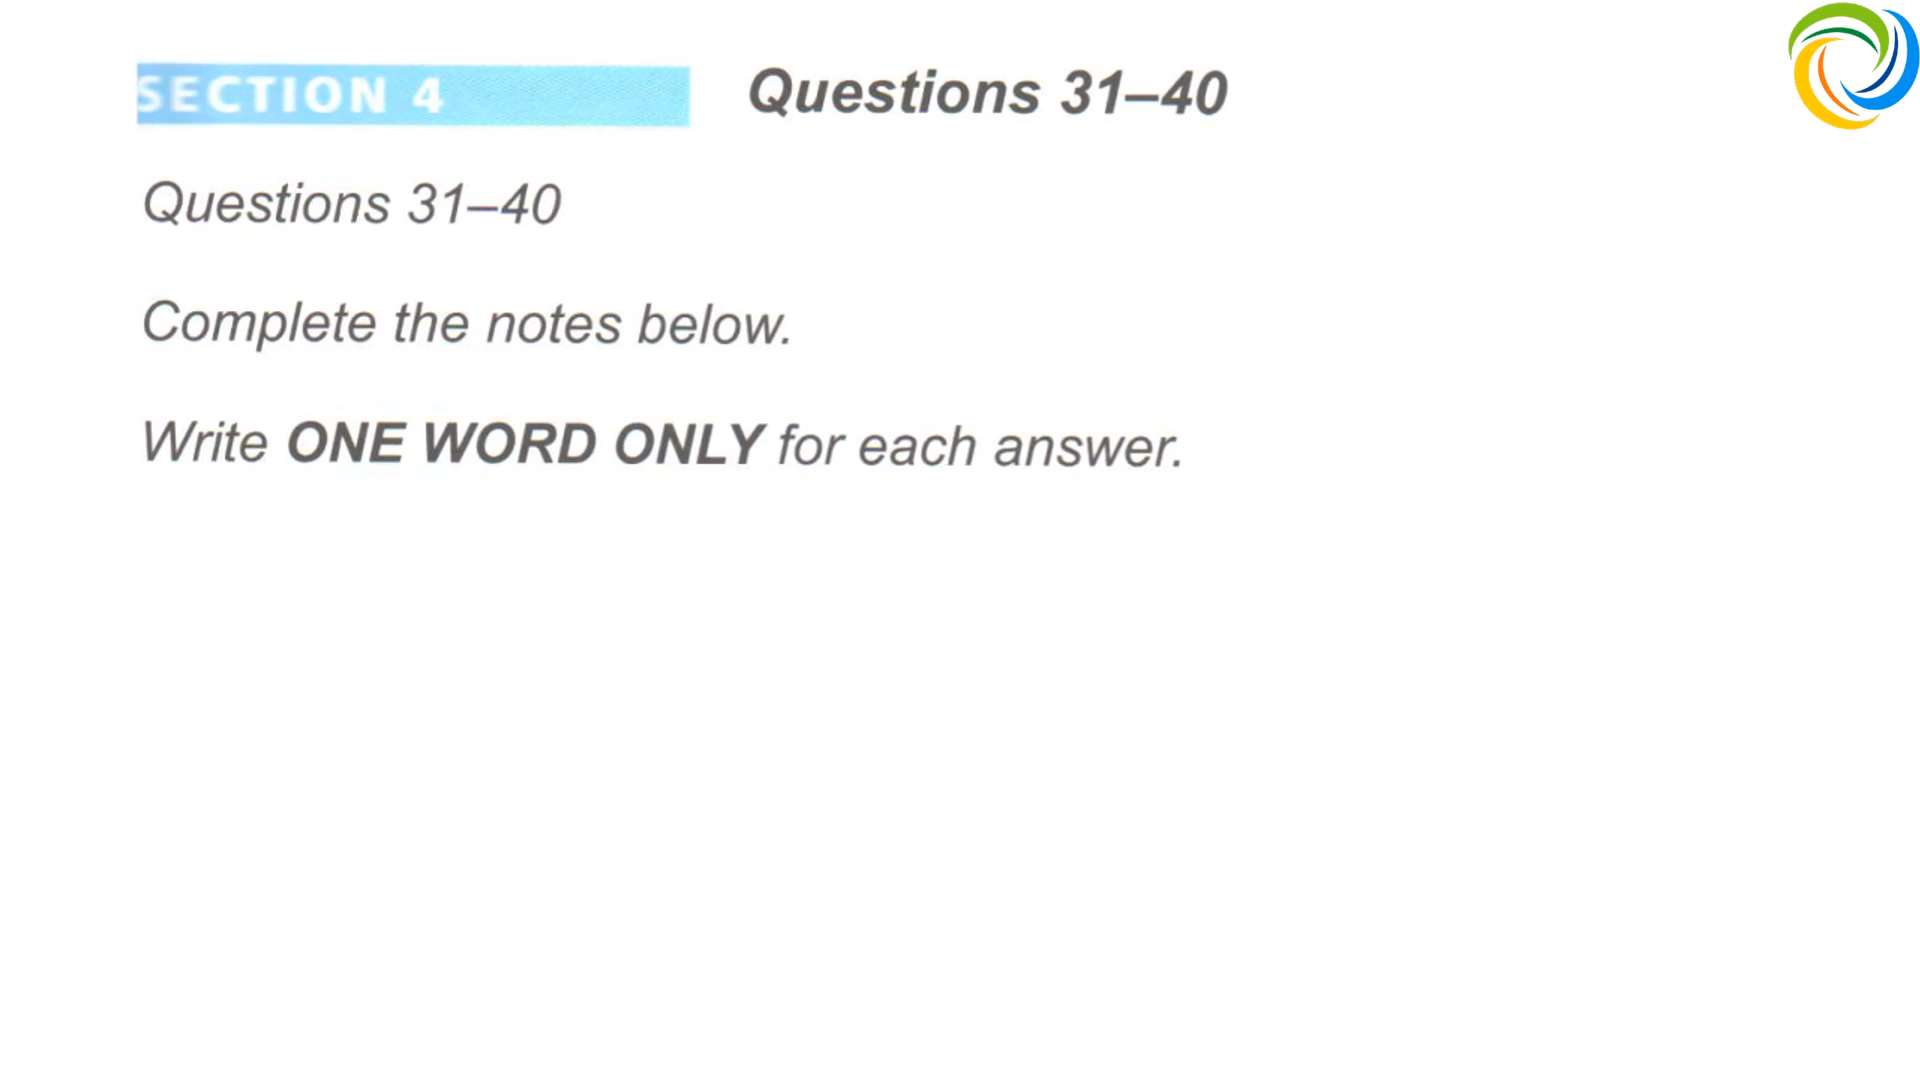 SECTION 4 Questions 31–40
Questions 31–40
Complete the notes below.
Write ONE WORD ONLY for each answer.